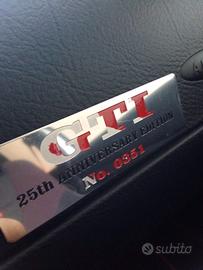 GTI
25th ANNIVERSARY EDITION
No. 0351
subito